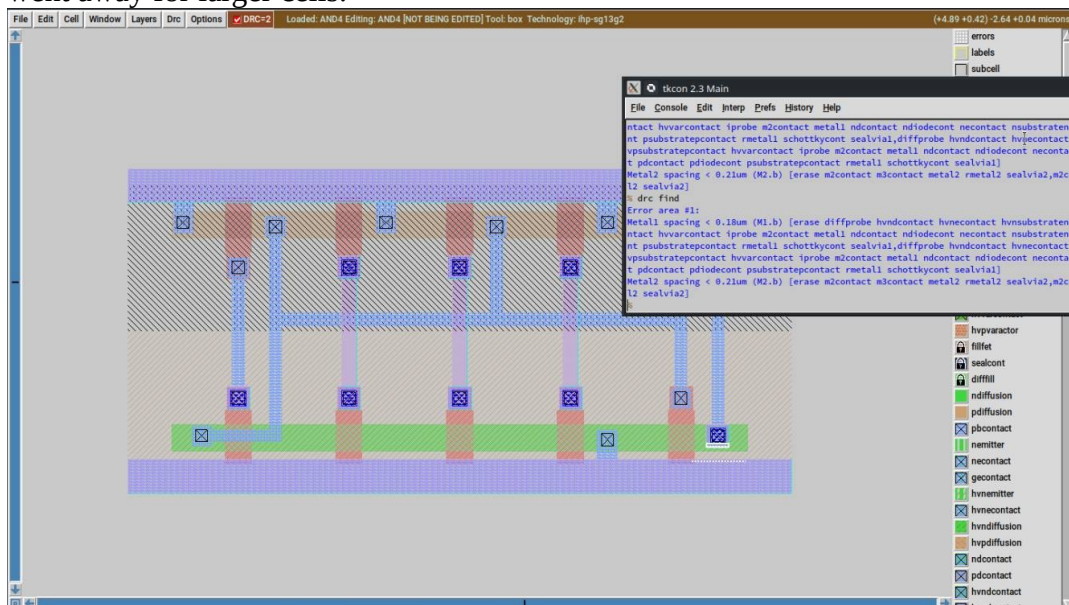 went away for larger cells.
File Edit Cell Window Layers Drc Options DRC=2 Loaded: AND4 Editing: AND4 [NOT BEING EDITED] Tool: box Technology: ihp-sg13g2 (+4.89 +0.42) -2.64 +0.04 microns
errors
labels
subcell
tkcon 2.3 Main
File Console Edit Interp Prefs History Help
ntact hvvarcontact iprobe m2contact metal1 ndcontact ndiodecont necontact nsubstraten
nt psubstratepcontact rmetal1 schottkycont sealvia1,diffprobe hvndcontact hvnecontact
vpsubstratepcontact hvvarcontact iprobe m2contact metal1 ndcontact ndiodecont neconta
t pdcontact pdiodecont psubstratepcontact rmetal1 schottkycont sealvia1]
Metal2 spacing < 0.21um (M2.b) [erase m2contact m3contact metal2 rmetal2 sealvia2,m2c
l2 sealvia2]
% drc find
Error area #1:
Metal1 spacing < 0.18um (M1.b) [erase diffprobe hvndcontact hvnecontact hvnsubstraten
ntact hvvarcontact iprobe m2contact metal1 ndcontact ndiodecont necontact nsubstraten
nt psubstratepcontact rmetal1 schottkycont sealvia1,diffprobe hvndcontact hvnecontact
vpsubstratepcontact hvvarcontact iprobe m2contact metal1 ndcontact ndiodecont neconta
t pdcontact pdiodecont psubstratepcontact rmetal1 schottkycont sealvia1]
Metal2 spacing < 0.21um (M2.b) [erase m2contact m3contact metal2 rmetal2 sealvia2,m2c
l2 sealvia2]
%
hvpvaractor
fillfet
sealcont
difffill
ndiffusion
pdiffusion
pbcontact
nemitter
necontact
gecontact
hvnemitter
hvnecontact
hvndiffusion
hvpdiffusion
ndcontact
pdcontact
hvndcontact